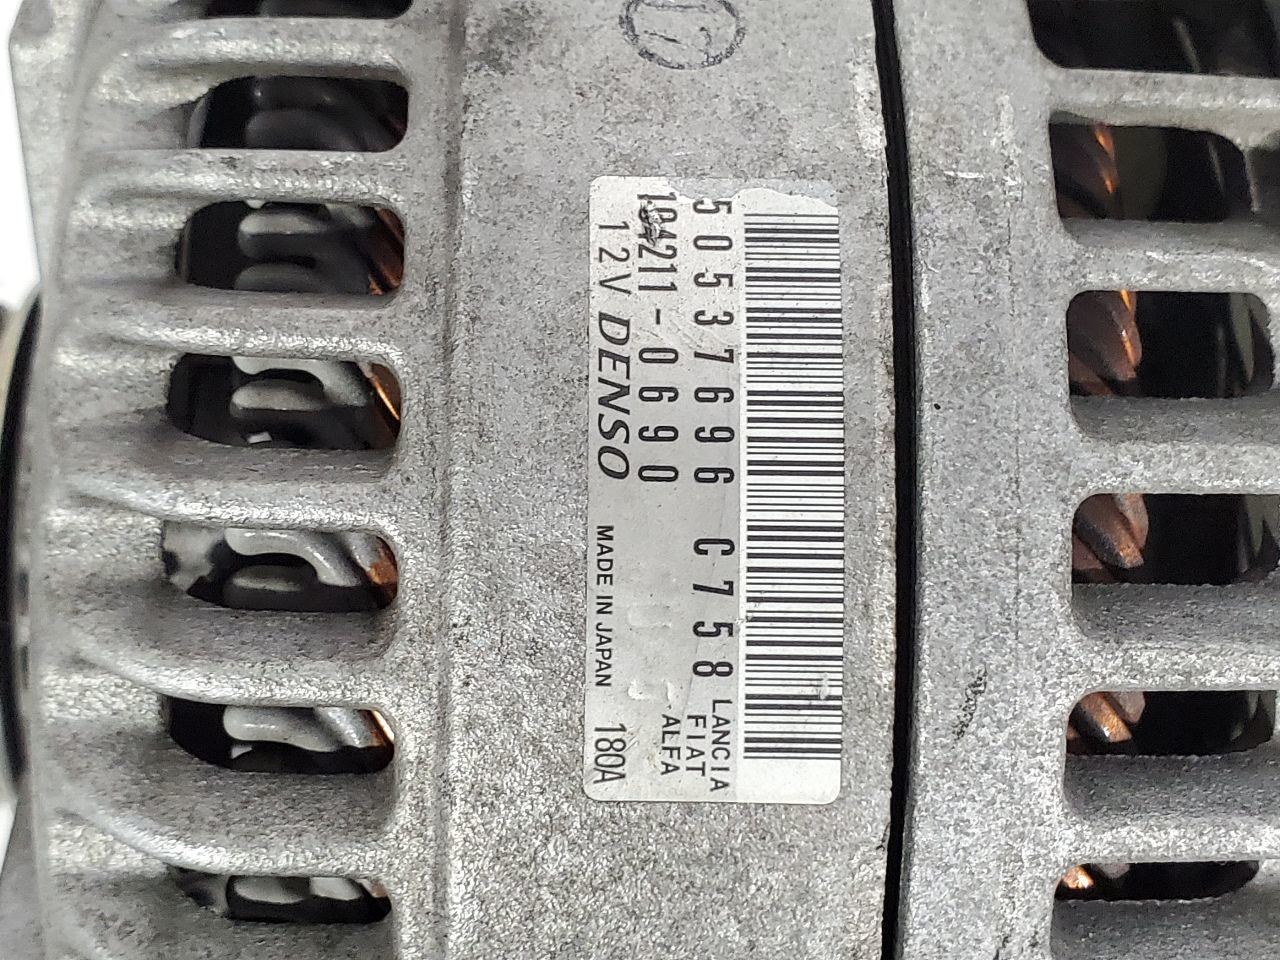 50537696 C758
LANCIA
FIAT
-ALFA
104211-0690
12V DENSO MADE IN JAPAN 180A